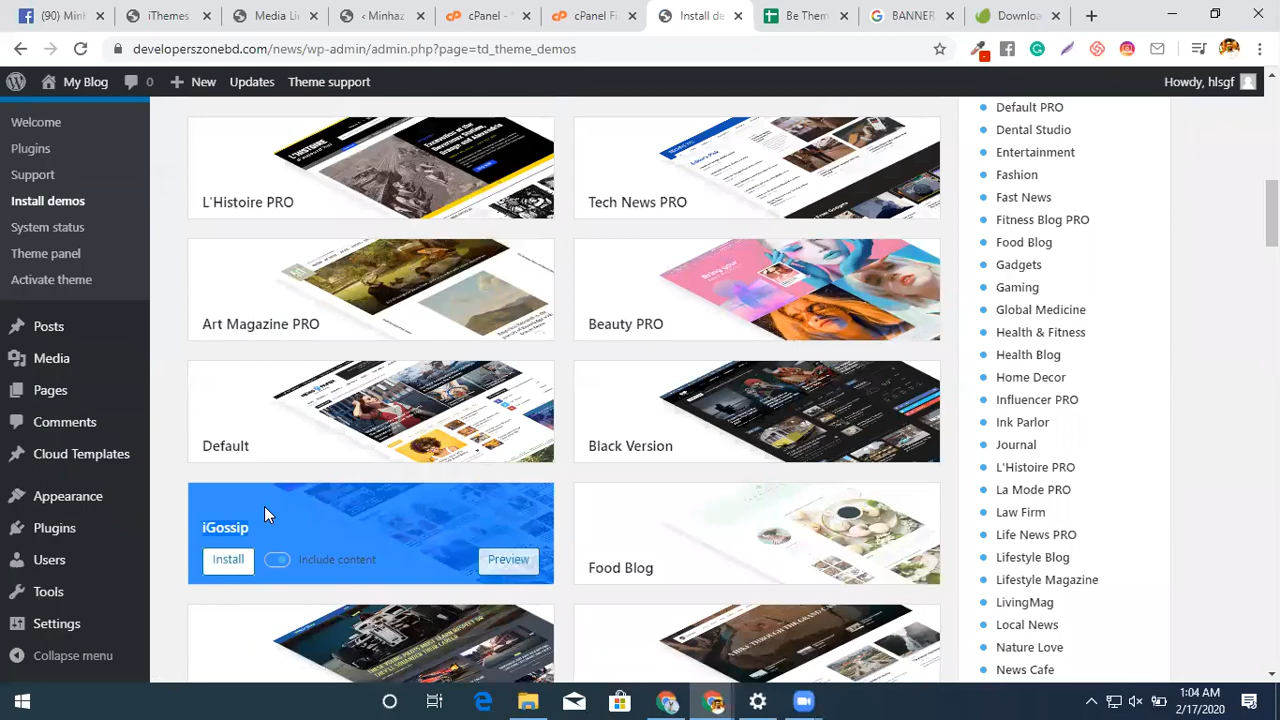 (90) Minh
iThemes
MediaLi
‹ Minhaz
cPanel -
cPanel Fi
Install de
Be Them
BANNER
Downloa
developerszonebd.com/news/wp-admin/admin.php?page=td_theme_demos
My Blog 0 New Updates Theme support Howdy, hlsgf
Welcome
Plugins
Support
Install demos
System status
Theme panel
Activate theme
Posts
Media
Pages
Comments
Cloud Templates
Appearance
Plugins
Users
Tools
Settings
Collapse menu
L'Histoire PRO
Tech News PRO
Art Magazine PRO
Beauty PRO
Default
Black Version
iGossip
Install Include content Preview
Food Blog
Default PRO
Dental Studio
Entertainment
Fashion
Fast News
Fitness Blog PRO
Food Blog
Gadgets
Gaming
Global Medicine
Health & Fitness
Health Blog
Home Decor
Influencer PRO
Ink Parlor
Journal
L'Histoire PRO
La Mode PRO
Law Firm
Life News PRO
Lifestyle Blog
Lifestyle Magazine
LivingMag
Local News
Nature Love
News Cafe
1:04 AM
2/17/2020